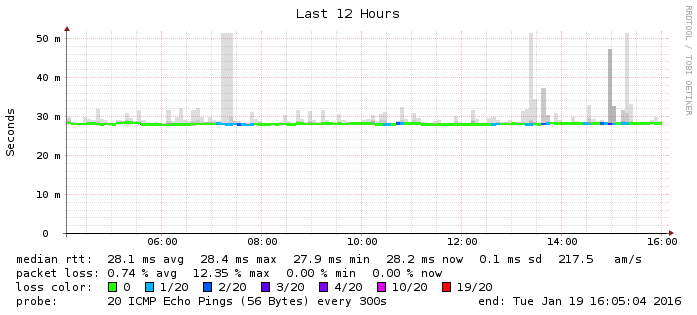 Last 12 Hours
RRDTOOL / TOBI OETIKER
Seconds
50 m
40 m
30 m
20 m
10 m
0
06:00 08:00 10:00 12:00 14:00 16:00
median rtt: 28.1 ms avg 28.4 ms max 27.9 ms min 28.2 ms now 0.1 ms sd 217.5 am/s
packet loss: 0.74 % avg 12.35 % max 0.00 % min 0.00 % now
loss color: 0 1/20 2/20 3/20 4/20 10/20 19/20
probe: 20 ICMP Echo Pings (56 Bytes) every 300s end: Tue Jan 19 16:05:04 2016